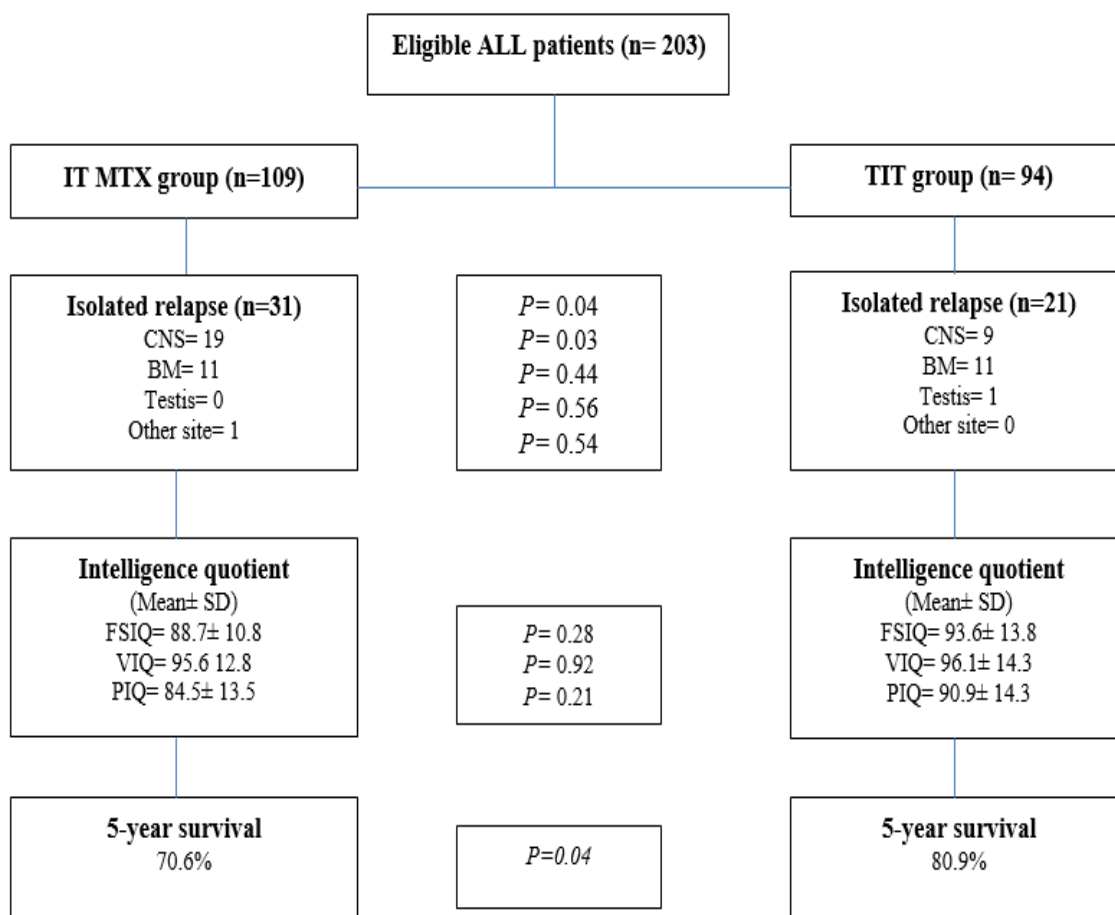 Eligible ALL patients (n= 203)
IT MTX group (n=109)
TIT group (n= 94)
Isolated relapse (n=31)
CNS= 19
BM= 11
Testis= 0
Other site= 1
P= 0.04
P= 0.03
P= 0.44
P= 0.56
P= 0.54
Isolated relapse (n=21)
CNS= 9
BM= 11
Testis= 1
Other site= 0
Intelligence quotient
(Mean± SD)
FSIQ= 88.7± 10.8
VIQ= 95.6 12.8
PIQ= 84.5± 13.5
P= 0.28
P= 0.92
P= 0.21
Intelligence quotient
(Mean± SD)
FSIQ= 93.6± 13.8
VIQ= 96.1± 14.3
PIQ= 90.9± 14.3
5-year survival
70.6%
P=0.04
5-year survival
80.9%